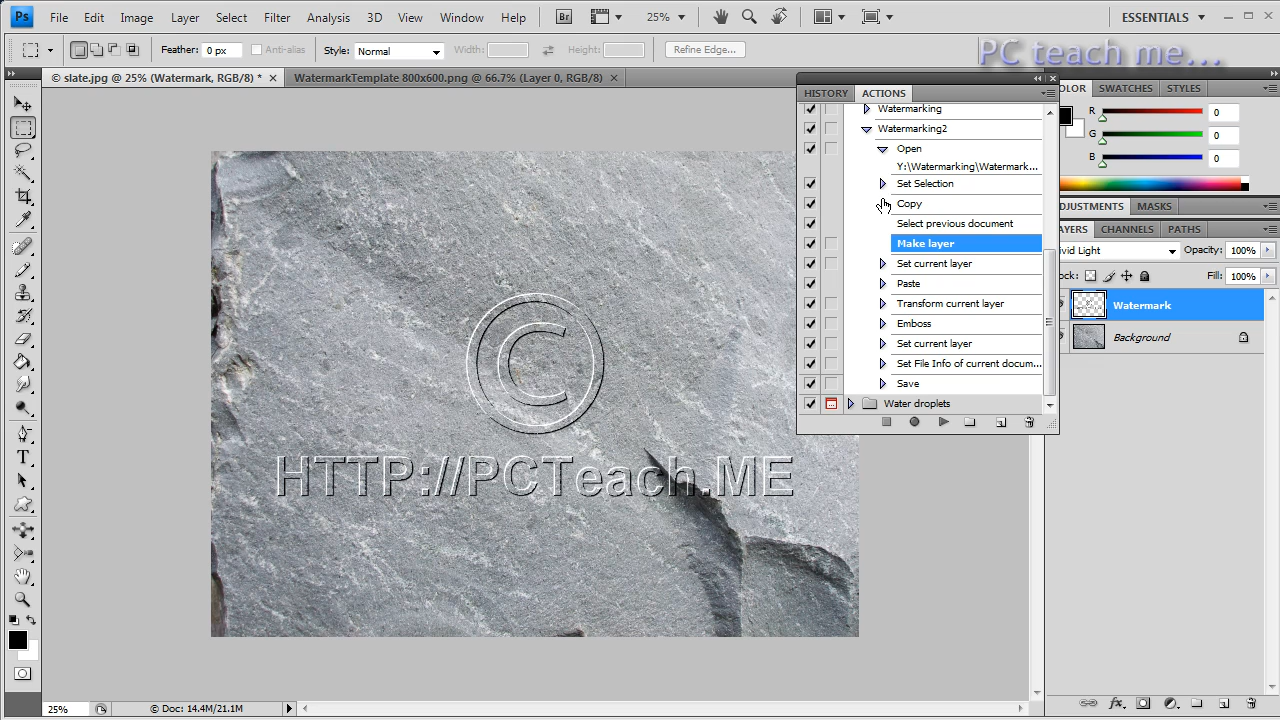 Ps File Edit Image Layer Select Filter Analysis 3D View Window Help Br 25% ESSENTIALS
Feather: 0 px Anti-alias Style: Normal Width: Height: Refine Edge...
PC teach me...
© slate.jpg @ 25% (Watermark, RGB/8) * WatermarkTemplate 800x600.png @ 66.7% (Layer 0, RGB/8)
HISTORY ACTIONS
Watermarking
Watermarking2
Open
Y:\Watermarking\Watermark...
Set Selection
Copy
Select previous document
Make layer
Set current layer
Paste
Transform current layer
Emboss
Set current layer
Set File Info of current docum...
Save
Water droplets
OLOR SWATCHES STYLES
R 0
G 0
B 0
DJUSTMENTS MASKS
AYERS CHANNELS PATHS
ivid Light Opacity: 100%
ock: Fill: 100%
Watermark
Background
©
HTTP://PCTeach.ME
25% © Doc: 14.4M/21.1M